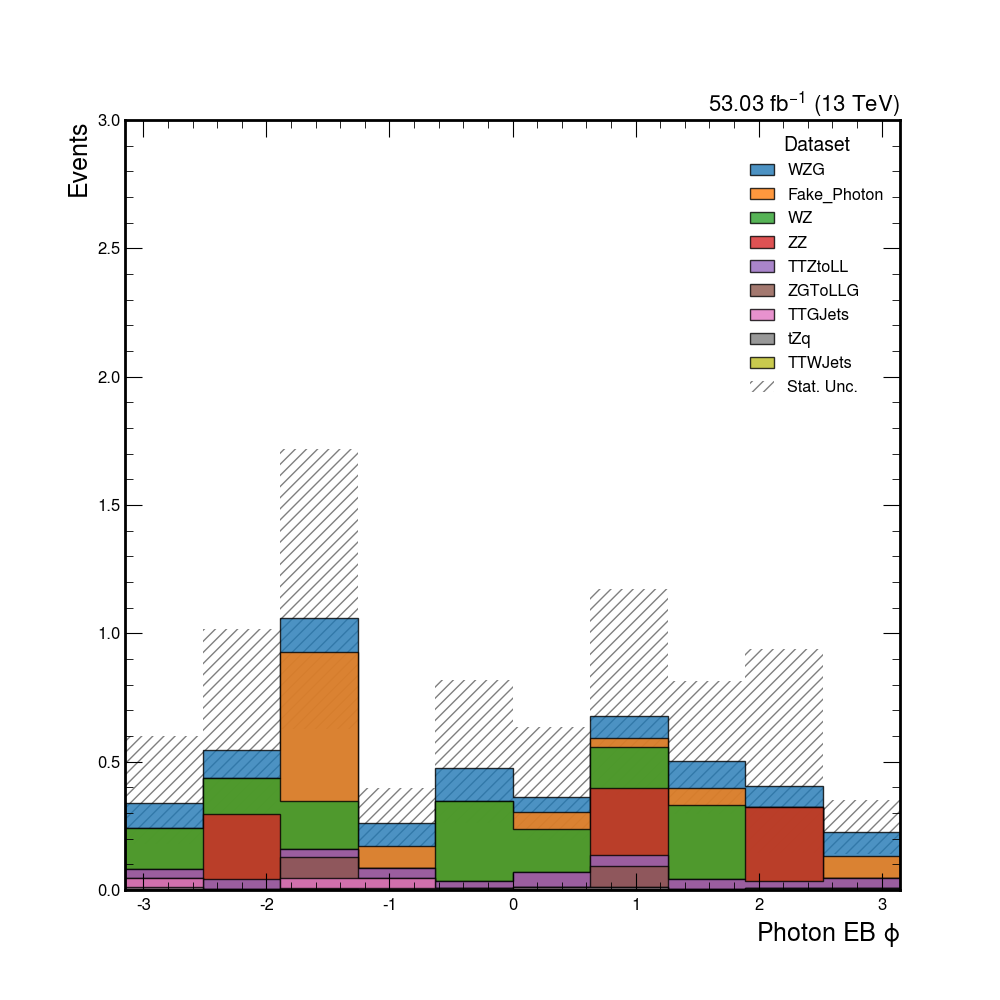 53.03 fb⁻¹ (13 TeV)
Events
3.0
2.5
2.0
1.5
1.0
0.5
0.0
Dataset
WZG
Fake_Photon
WZ
ZZ
TTZtoLL
ZGToLLG
TTGJets
tZq
TTWJets
Stat. Unc.
-3 -2 -1 0 1 2 3
Photon EB ϕ